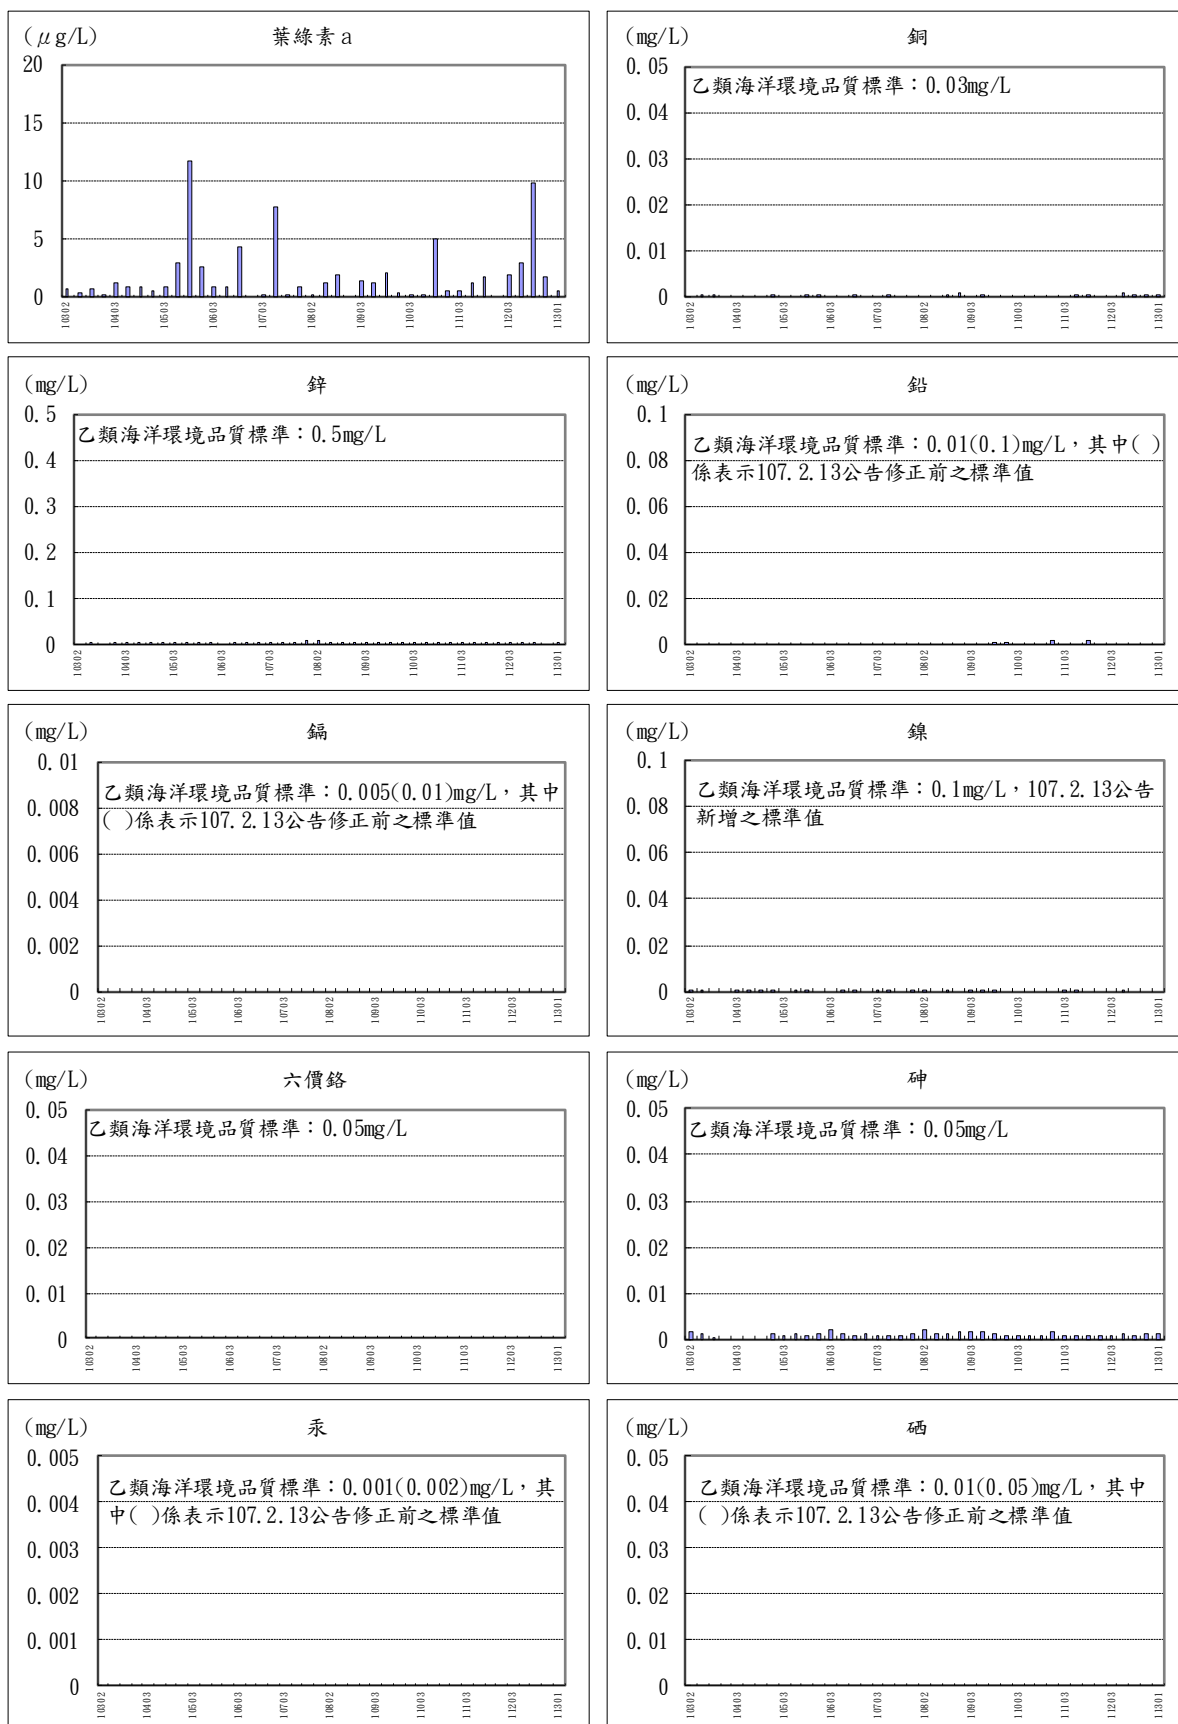 (μg/L) 葉綠素a
20
15
10
5
0
10302 10403 10503 10603 10703 10802 10903 11003 11103 11203 11301
(mg/L) 銅
乙類海洋環境品質標準：0.03mg/L
0.05
0.04
0.03
0.02
0.01
0
10302 10403 10503 10603 10703 10802 10903 11003 11103 11203 11301
(mg/L) 鋅
乙類海洋環境品質標準：0.5mg/L
0.5
0.4
0.3
0.2
0.1
0
10302 10403 10503 10603 10703 10802 10903 11003 11103 11203 11301
(mg/L) 鉛
乙類海洋環境品質標準：0.01(0.1)mg/L，其中( )
係表示107.2.13公告修正前之標準值
0.1
0.08
0.06
0.04
0.02
0
10302 10403 10503 10603 10703 10802 10903 11003 11103 11203 11301
(mg/L) 鎘
乙類海洋環境品質標準：0.005(0.01)mg/L，其中
( )係表示107.2.13公告修正前之標準值
0.01
0.008
0.006
0.004
0.002
0
10302 10403 10503 10603 10703 10802 10903 11003 11103 11203 11301
(mg/L) 鎳
乙類海洋環境品質標準：0.1mg/L，107.2.13公告
新增之標準值
0.1
0.08
0.06
0.04
0.02
0
10302 10403 10503 10603 10703 10802 10903 11003 11103 11203 11301
(mg/L) 六價鉻
乙類海洋環境品質標準：0.05mg/L
0.05
0.04
0.03
0.02
0.01
0
10302 10403 10503 10603 10703 10802 10903 11003 11103 11203 11301
(mg/L) 砷
乙類海洋環境品質標準：0.05mg/L
0.05
0.04
0.03
0.02
0.01
0
10302 10403 10503 10603 10703 10802 10903 11003 11103 11203 11301
(mg/L) 汞
乙類海洋環境品質標準：0.001(0.002)mg/L，其
中( )係表示107.2.13公告修正前之標準值
0.005
0.004
0.003
0.002
0.001
0
10302 10403 10503 10603 10703 10802 10903 11003 11103 11203 11301
(mg/L) 硒
乙類海洋環境品質標準：0.01(0.05)mg/L，其中
( )係表示107.2.13公告修正前之標準值
0.05
0.04
0.03
0.02
0.01
0
10302 10403 10503 10603 10703 10802 10903 11003 11103 11203 11301